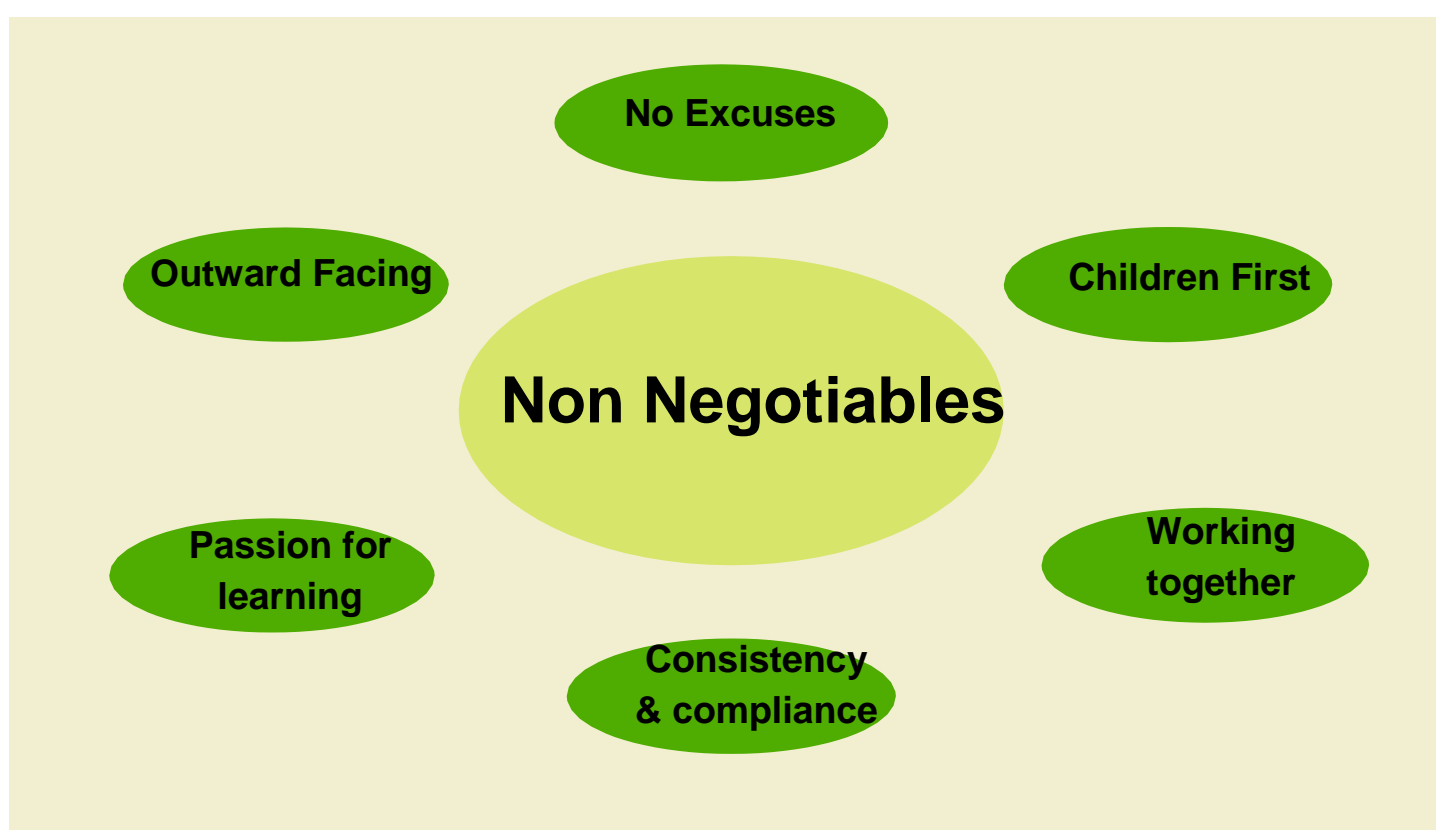 No Excuses
Outward Facing
Children First
Non Negotiables
Passion for
learning
Working
together
Consistency
& compliance